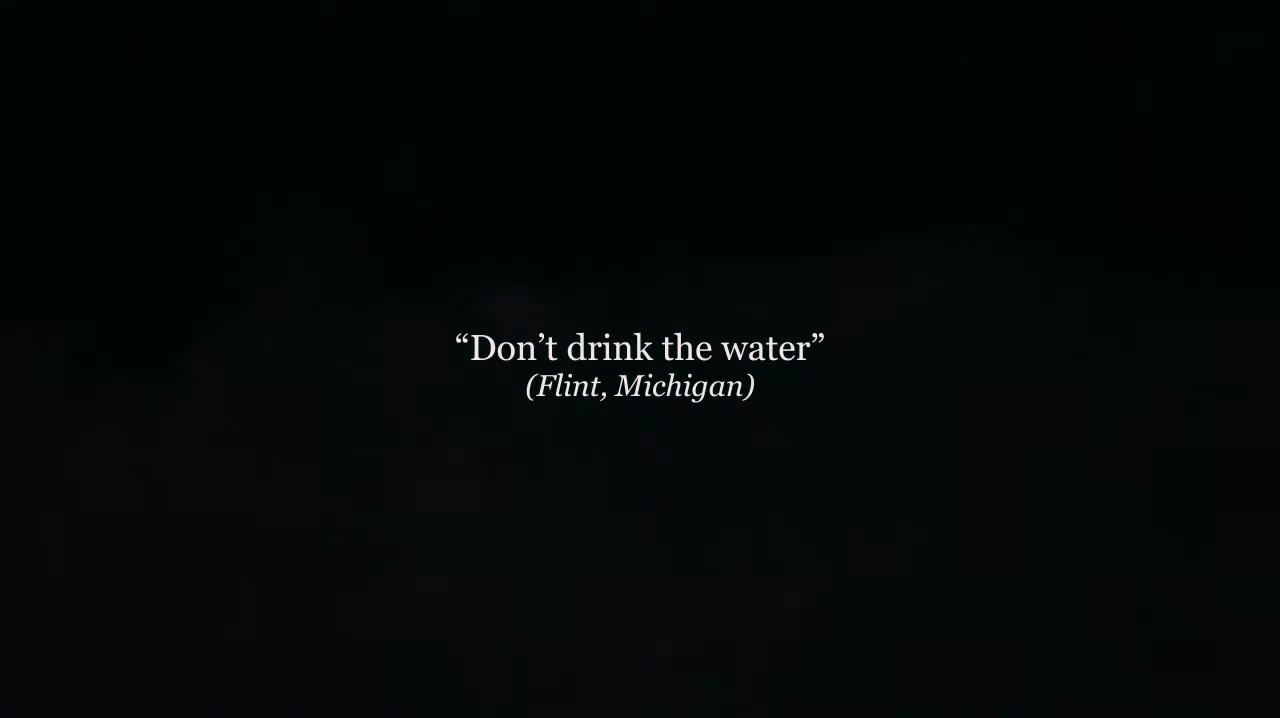 “Don’t drink the water”
(Flint, Michigan)